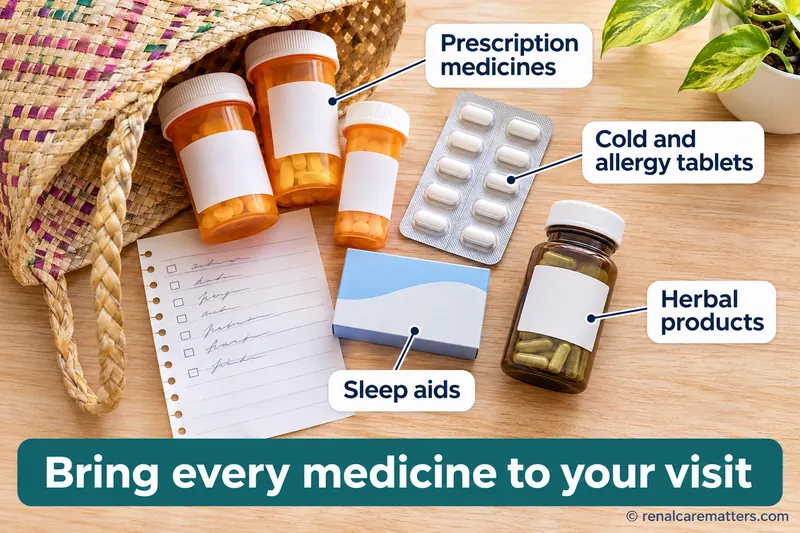 Prescription
medicines
Cold and
allergy tablets
Herbal
products
Sleep aids
Bring every medicine to your visit
© renalcarematters.com